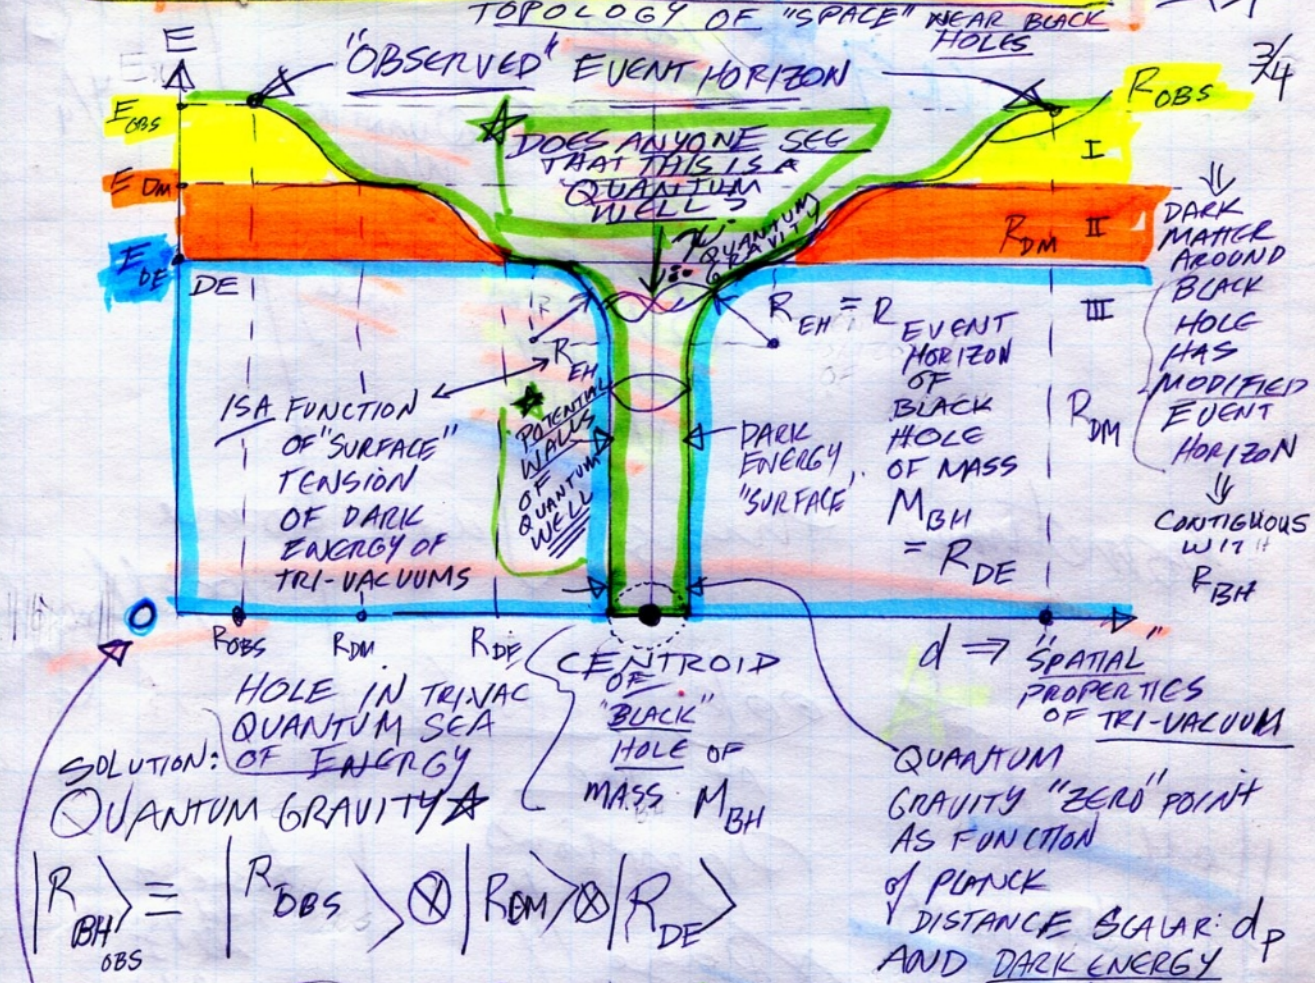 TOPOLOGY OF "SPACE" NEAR BLACK
HOLES
3/4
E
"OBSERVED" EVENT HORIZON
E OBS
R OBS
I
DOES ANYONE SEE
THAT THIS IS A
QUANTUM
WELL?
E DM
QUANTUM
GRAVITY
R DM II
E DE
DE
DARK
MATTER
AROUND
BLACK
HOLE
HAS
MODIFIED
EVENT
HORIZON
CONTIGUOUS
WITH
R BH
III
R
R EH = R
EVENT
HORIZON
OF
BLACK
HOLE
OF MASS
M BH
= R DE
R EH
R DM
IS A FUNCTION
OF "SURFACE"
TENSION
OF DARK
ENERGY OF
TRI-VACUUMS
POTENTIAL
WALLS
OF
QUANTUM
WELL
DARK
ENERGY
"SURFACE"
O
R OBS
R DM
R DE
CENTROID
OF
"BLACK"
HOLE OF
MASS M BH
d ⇒ "SPATIAL"
PROPERTIES
OF TRI-VACUUM
HOLE IN TRI-VAC
QUANTUM SEA
OF ENERGY
SOLUTION:
QUANTUM GRAVITY
|R BH OBS> = |R OBS> ⊗ |R DM> ⊗ |R DE>
QUANTUM
GRAVITY "ZERO" POINT
AS FUNCTION
of PLANCK
DISTANCE SCALAR: d p
AND DARK ENERGY